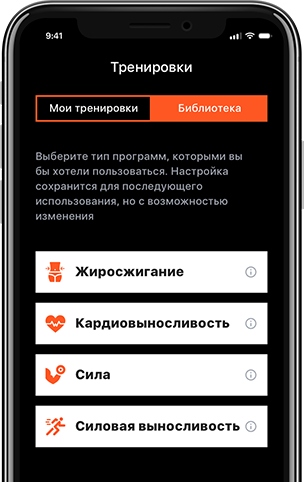 9:41
Тренировки
Мои тренировки
Библиотека
Выберите тип программ, которыми вы
бы хотели пользоваться. Настройка
сохранится для последующего
использования, но с возможностью
изменения
Жиросжигание
Кардиовыносливость
Сила
Силовая выносливость